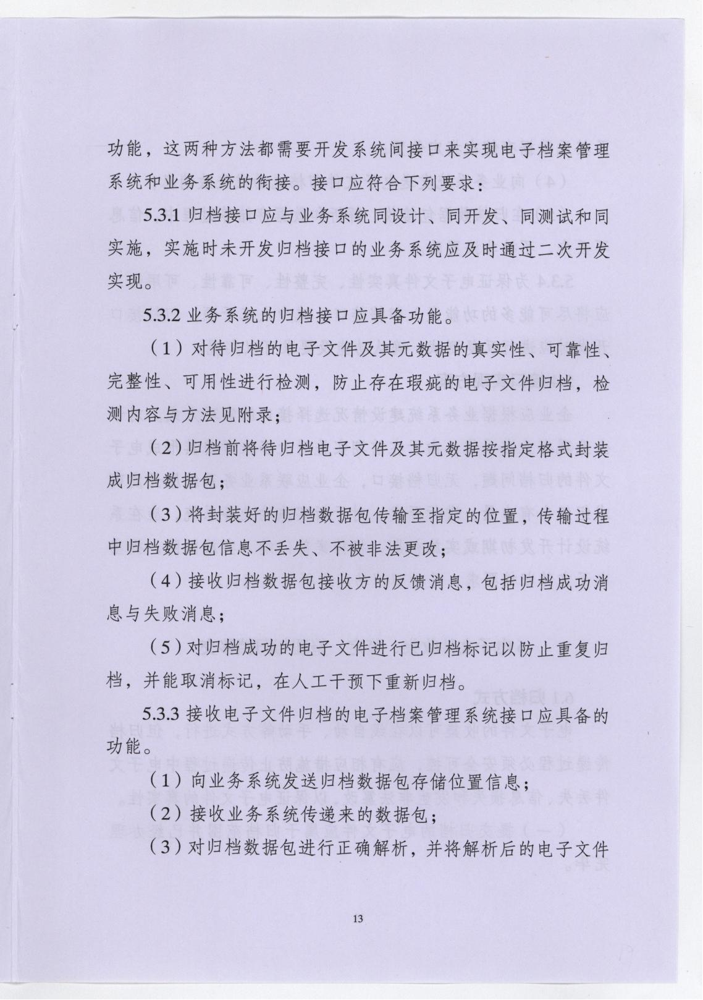 功能，这两种方法都需要开发系统间接口来实现电子档案管理
系统和业务系统的衔接。接口应符合下列要求：
5.3.1 归档接口应与业务系统同设计、同开发、同测试和同
实施，实施时未开发归档接口的业务系统应及时通过二次开发
实现。
5.3.2 业务系统的归档接口应具备功能。
（1）对待归档的电子文件及其元数据的真实性、可靠性、
完整性、可用性进行检测，防止存在瑕疵的电子文件归档，检
测内容与方法见附录；
（2）归档前将待归档电子文件及其元数据按指定格式封装
成归档数据包；
（3）将封装好的归档数据包传输至指定的位置，传输过程
中归档数据包信息不丢失、不被非法更改；
（4）接收归档数据包接收方的反馈消息，包括归档成功消
息与失败消息；
（5）对归档成功的电子文件进行已归档标记以防止重复归
档，并能取消标记，在人工干预下重新归档。
5.3.3 接收电子文件归档的电子档案管理系统接口应具备的
功能。
（1）向业务系统发送归档数据包存储位置信息；
（2）接收业务系统传递来的数据包；
（3）对归档数据包进行正确解析，并将解析后的电子文件
13